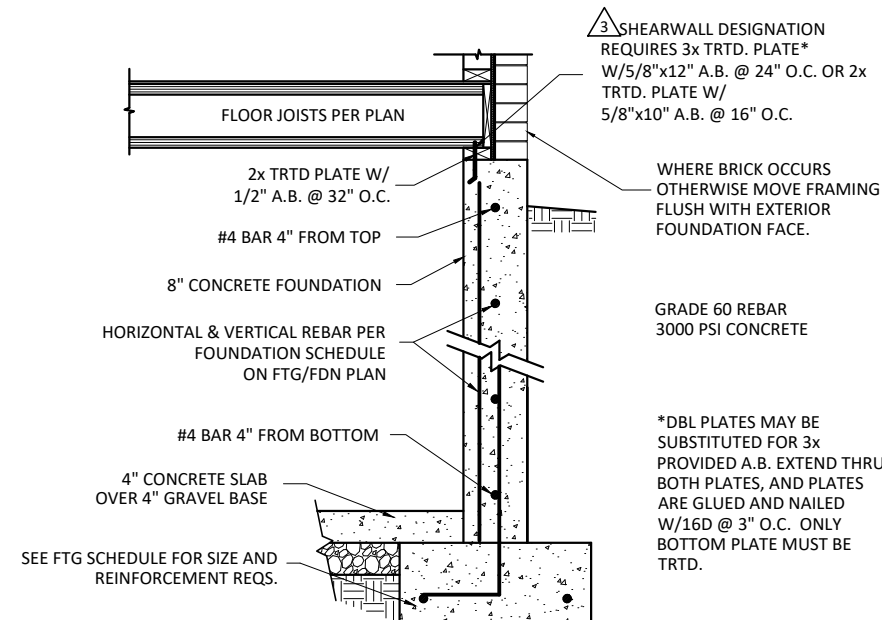 3 SHEARWALL DESIGNATION
REQUIRES 3x TRTD. PLATE*
W/5/8"x12" A.B. @ 24" O.C. OR 2x
TRTD. PLATE W/
5/8"x10" A.B. @ 16" O.C.
FLOOR JOISTS PER PLAN
2x TRTD PLATE W/
1/2" A.B. @ 32" O.C.
WHERE BRICK OCCURS
OTHERWISE MOVE FRAMING
FLUSH WITH EXTERIOR
FOUNDATION FACE.
#4 BAR 4" FROM TOP
8" CONCRETE FOUNDATION
GRADE 60 REBAR
3000 PSI CONCRETE
HORIZONTAL & VERTICAL REBAR PER
FOUNDATION SCHEDULE
ON FTG/FDN PLAN
#4 BAR 4" FROM BOTTOM
*DBL PLATES MAY BE
SUBSTITUTED FOR 3x
PROVIDED A.B. EXTEND THRU
BOTH PLATES, AND PLATES
ARE GLUED AND NAILED
W/16D @ 3" O.C. ONLY
BOTTOM PLATE MUST BE
TRTD.
4" CONCRETE SLAB
OVER 4" GRAVEL BASE
SEE FTG SCHEDULE FOR SIZE AND
REINFORCEMENT REQS.